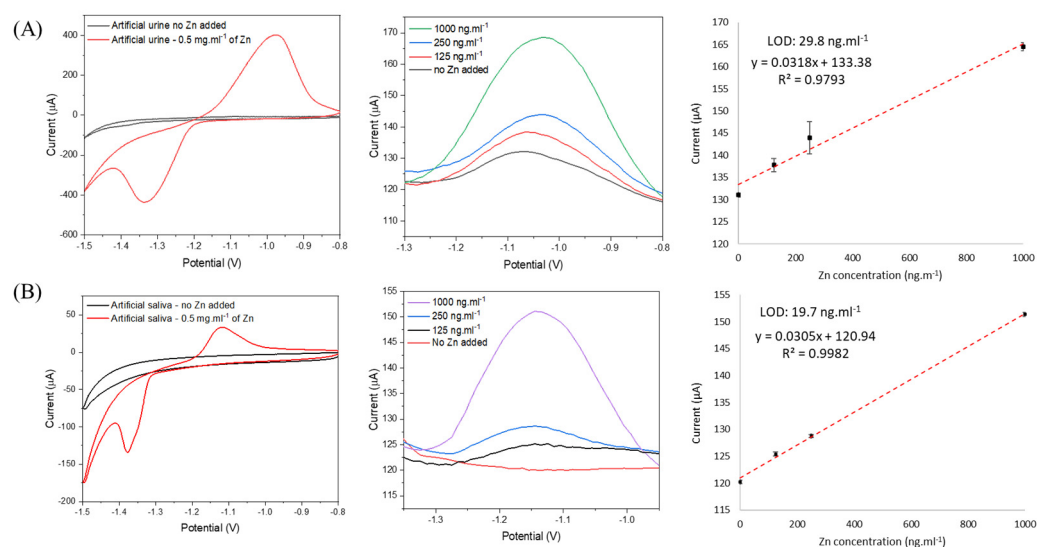 (A)
Artificial urine no Zn added
Artificial urine - 0.5 mg.ml⁻¹ of Zn
Current (µA)
400
200
0
-200
-400
-600
-1.5 -1.4 -1.3 -1.2 -1.1 -1.0 -0.9 -0.8
Potential (V)
1000 ng.ml⁻¹
250 ng.ml⁻¹
125 ng.ml⁻¹
no Zn added
Current (µA)
180
170
160
150
140
130
120
110
-1.3 -1.2 -1.1 -1.0 -0.9 -0.8
Potential (V)
LOD: 29.8 ng.ml⁻¹
y = 0.0318x + 133.38
R² = 0.9793
Current (µA)
170
165
160
155
150
145
140
135
130
125
120
0 200 400 600 800 1000
Zn concentration (ng.m⁻¹)
(B)
Artificial saliva - no Zn added
Artificial saliva - 0.5 mg.ml⁻¹ of Zn
Current (µA)
50
0
-50
-100
-150
-200
-1.5 -1.4 -1.3 -1.2 -1.1 -1.0 -0.9 -0.8
Potential (V)
1000 ng.ml⁻¹
250 ng.ml⁻¹
125 ng.ml⁻¹
No Zn added
Current (µA)
155
150
145
140
135
130
125
120
115
-1.3 -1.2 -1.1 -1.0
Potential (V)
LOD: 19.7 ng.ml⁻¹
y = 0.0305x + 120.94
R² = 0.9982
Current (µA)
155
150
145
140
135
130
125
120
115
110
0 200 400 600 800 1000
Zn concentration (ng.ml⁻¹)